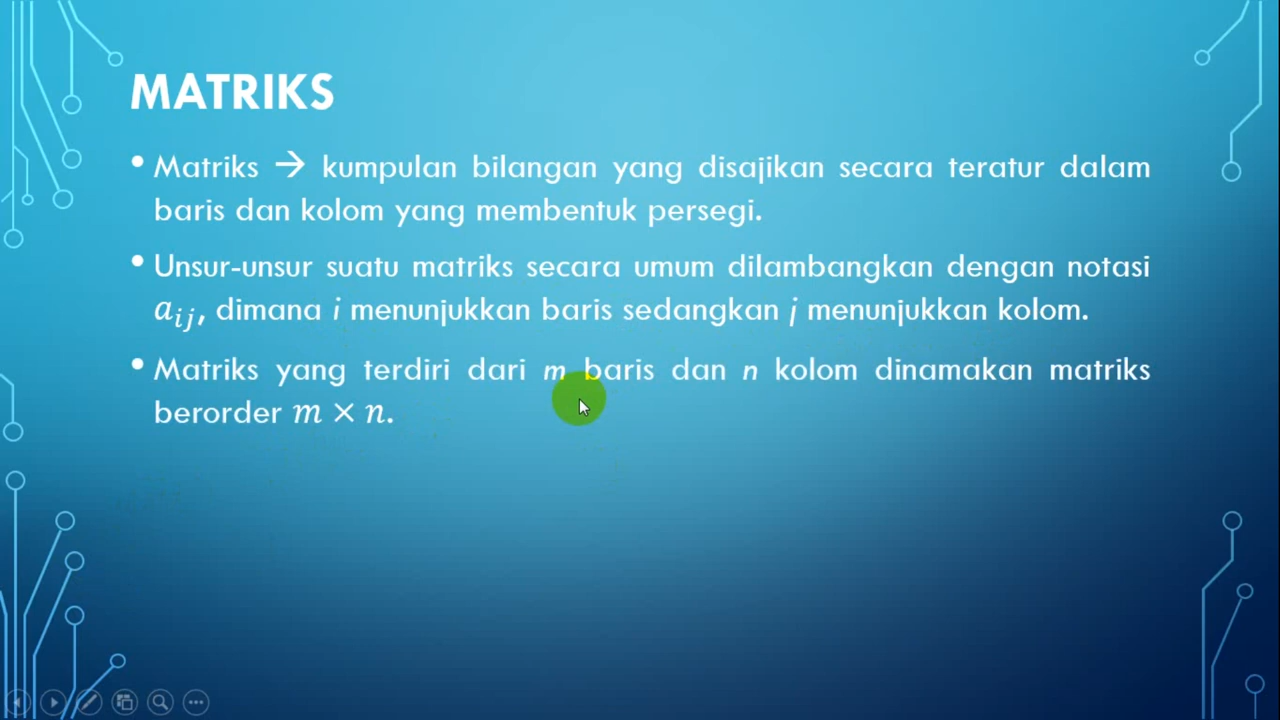 MATRIKS
• Matriks → kumpulan bilangan yang disajikan secara teratur dalam
baris dan kolom yang membentuk persegi.
• Unsur-unsur suatu matriks secara umum dilambangkan dengan notasi
𝑎ᵢⱼ, dimana i menunjukkan baris sedangkan j menunjukkan kolom.
• Matriks yang terdiri dari m baris dan n kolom dinamakan matriks
berorder 𝑚 × 𝑛.